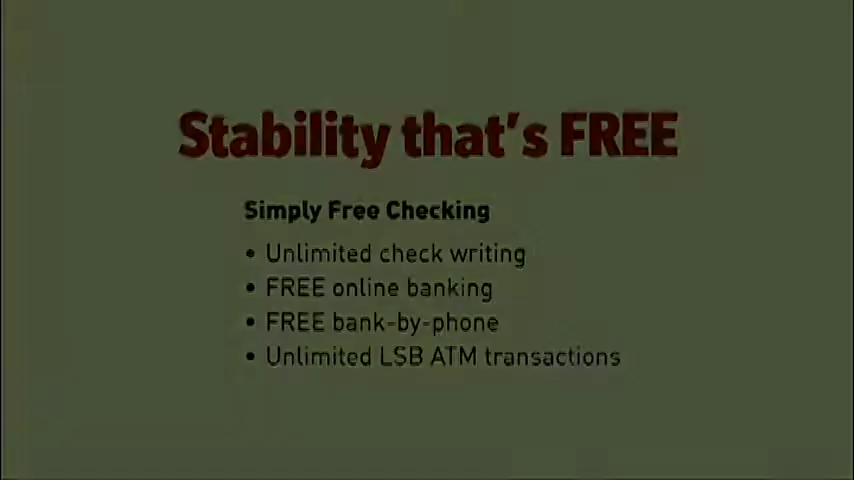 Stability that's FREE
Simply Free Checking
• Unlimited check writing
• FREE online banking
• FREE bank-by-phone
• Unlimited LSB ATM transactions